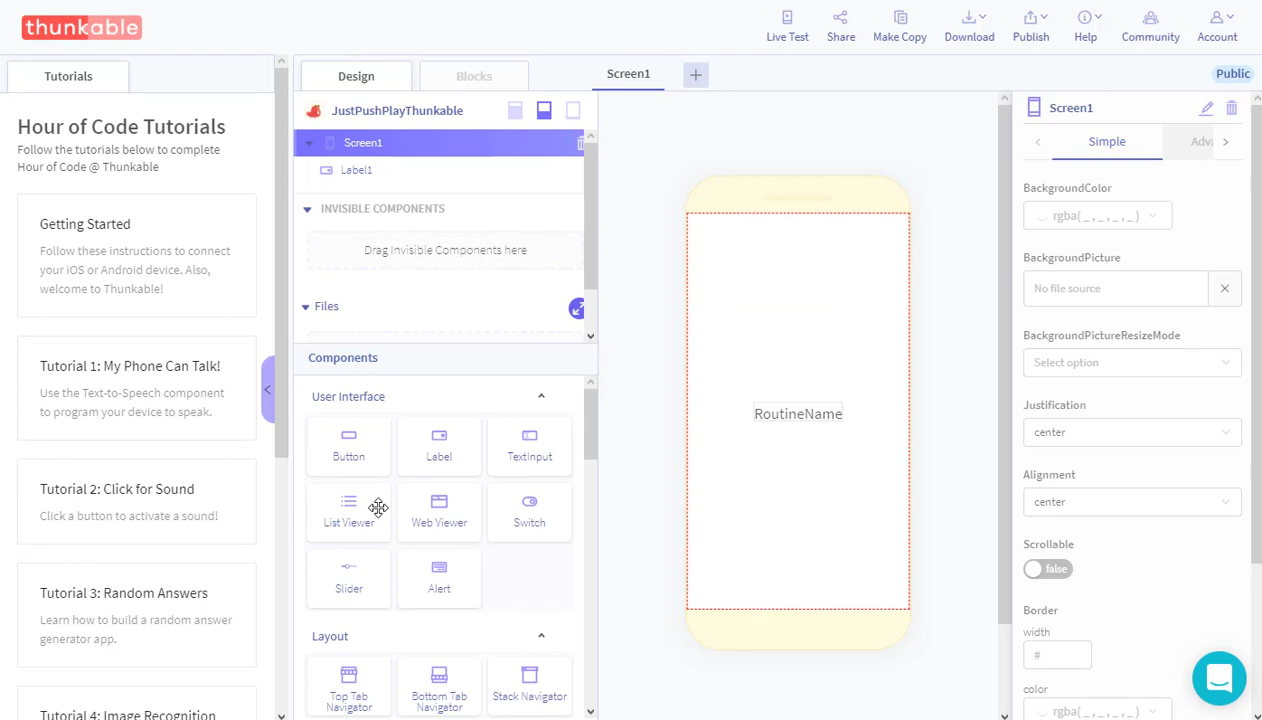 thunkable
Live Test
Share
Make Copy
Download
Publish
Help
Community
Account
Tutorials
Design
Blocks
Screen1
Public
Hour of Code Tutorials
Follow the tutorials below to complete
Hour of Code @ Thunkable
Getting Started
Follow these instructions to connect
your iOS or Android device. Also,
welcome to Thunkable!
Tutorial 1: My Phone Can Talk!
Use the Text-to-Speech component
to program your device to speak.
Tutorial 2: Click for Sound
Click a button to activate a sound!
Tutorial 3: Random Answers
Learn how to build a random answer
generator app.
Tutorial 4: Image Recognition
JustPushPlayThunkable
Screen1
Label1
INVISIBLE COMPONENTS
Drag Invisible Components here
Files
Components
User Interface
Button
Label
TextInput
List Viewer
Web Viewer
Switch
Slider
Alert
Layout
Top Tab
Navigator
Bottom Tab
Navigator
Stack Navigator
RoutineName
Screen1
Simple
Adva
BackgroundColor
rgba( _, _, _, _ )
BackgroundPicture
No file source
BackgroundPictureResizeMode
Select option
Justification
center
Alignment
center
Scrollable
false
Border
width
#
color
rgba( _, _, _, _ )